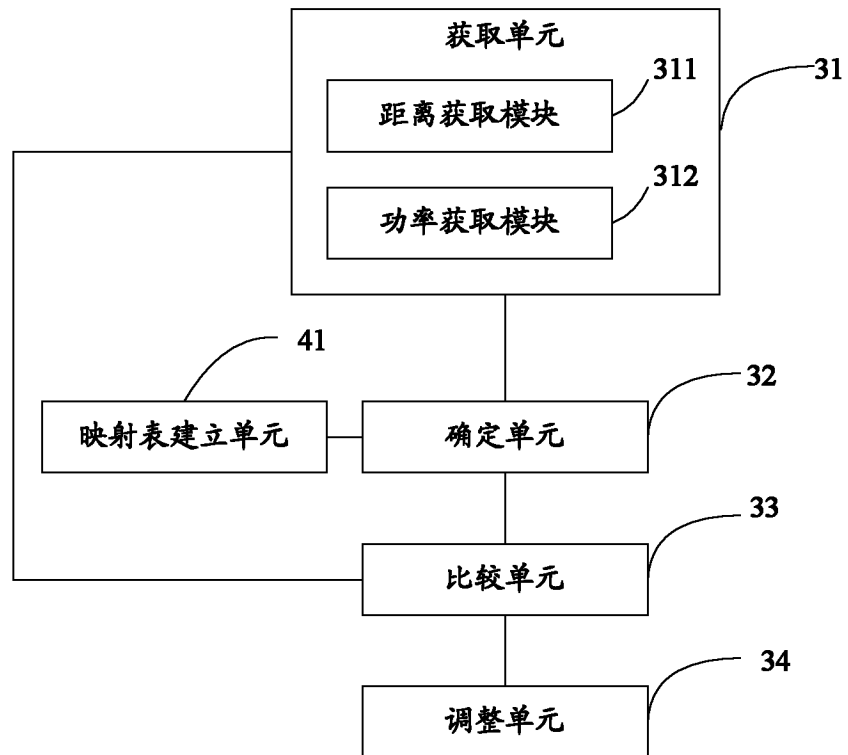 获取单元
311
31
距离获取模块
312
功率获取模块
41
32
映射表建立单元
确定单元
33
比较单元
34
调整单元